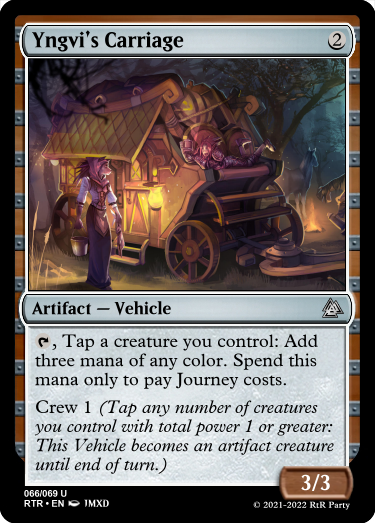 Yngvi's Carriage 2
Artifact — Vehicle
, Tap a creature you control: Add
three mana of any color. Spend this
mana only to pay Journey costs.
Crew 1 (Tap any number of creatures
you control with total power 1 or greater:
This Vehicle becomes an artifact creature
until end of turn.)
3/3
066/069 U
RTR • EN JMXD
© 2021-2022 RtR Party